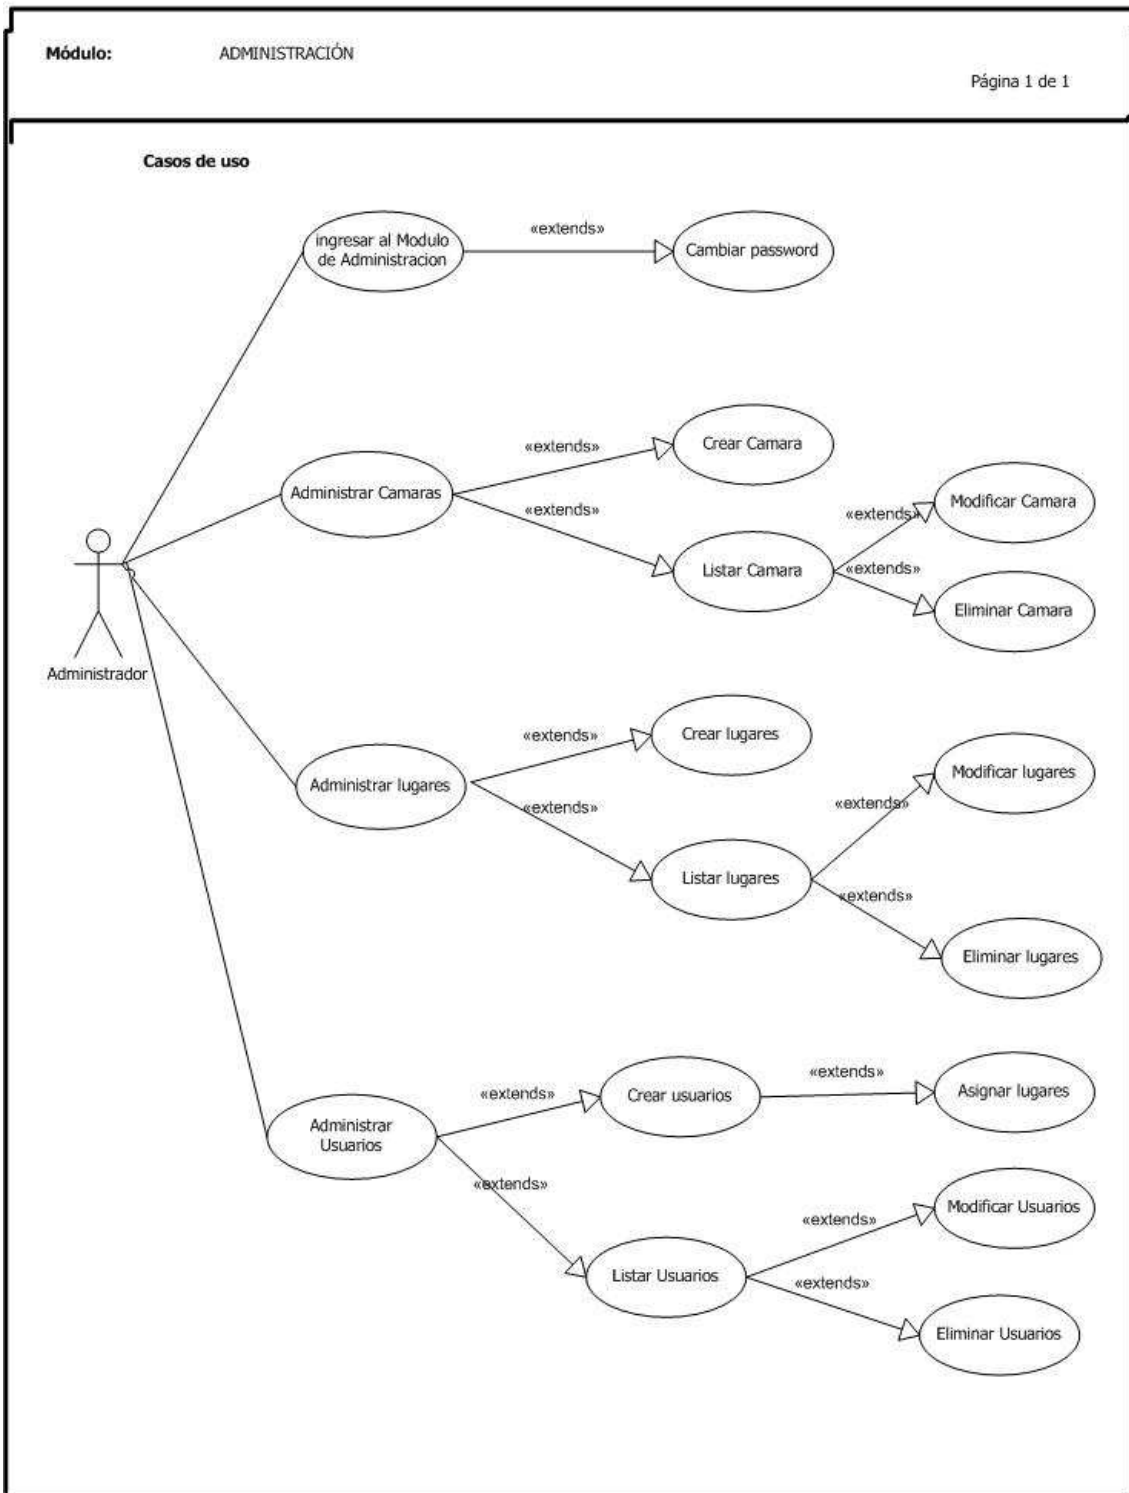 Módulo:
ADMINISTRACIÓN
Página 1 de 1
Casos de uso
ingresar al Modulo
de Administracion
«extends»
Cambiar password
Administrar Camaras
«extends»
Crear Camara
«extends»
Listar Camara
«extends»
Modificar Camara
«extends»
Eliminar Camara
Administrador
Administrar lugares
«extends»
Crear lugares
«extends»
Listar lugares
«extends»
Modificar lugares
«extends»
Eliminar lugares
Administrar
Usuarios
«extends»
Crear usuarios
«extends»
Asignar lugares
«extends»
Listar Usuarios
«extends»
Modificar Usuarios
«extends»
Eliminar Usuarios